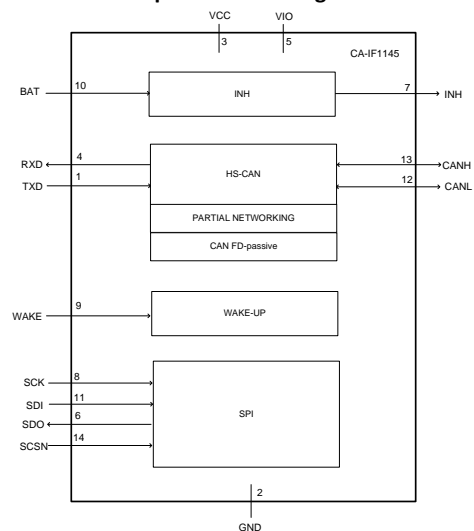 VCC VIO
3 5
CA-IF1145
BAT 10 INH 7 INH
RXD 4 13 CANH
TXD 1 HS-CAN 12 CANL
PARTIAL NETWORKING
CAN FD-passive
WAKE 9 WAKE-UP
SCK 8
SDI 11
SPI
SDO 6
SCSN 14
2
GND